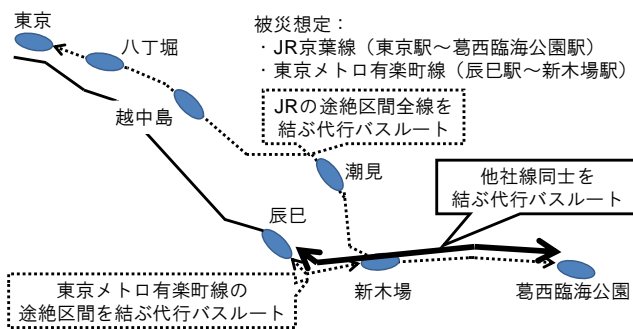 東京
八丁堀
越中島
被災想定：
・JR京葉線（東京駅～葛西臨海公園駅）
・東京メトロ有楽町線（辰巳駅～新木場駅）
JRの途絶区間全線を
結ぶ代行バスルート
潮見
他社線同士を
結ぶ代行バスルート
辰巳
東京メトロ有楽町線の
途絶区間を結ぶ代行バスルート
新木場
葛西臨海公園